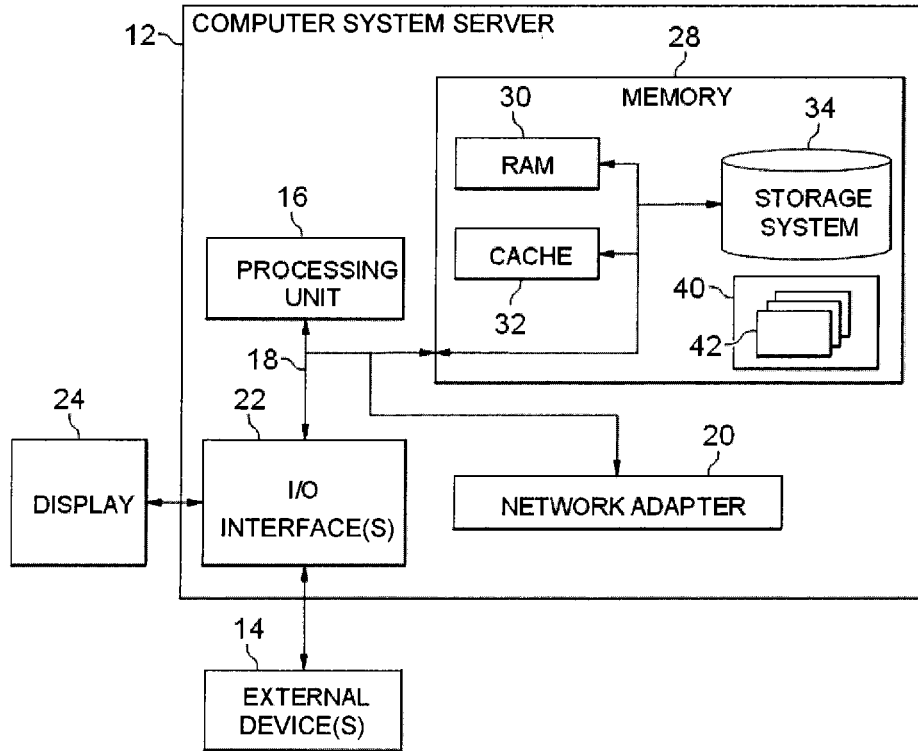 12
COMPUTER SYSTEM SERVER
28
MEMORY
30
RAM
34
STORAGE
SYSTEM
16
PROCESSING
UNIT
CACHE
32
40
42
18
24
22
DISPLAY
I/O
INTERFACE(S)
20
NETWORK ADAPTER
14
EXTERNAL
DEVICE(S)